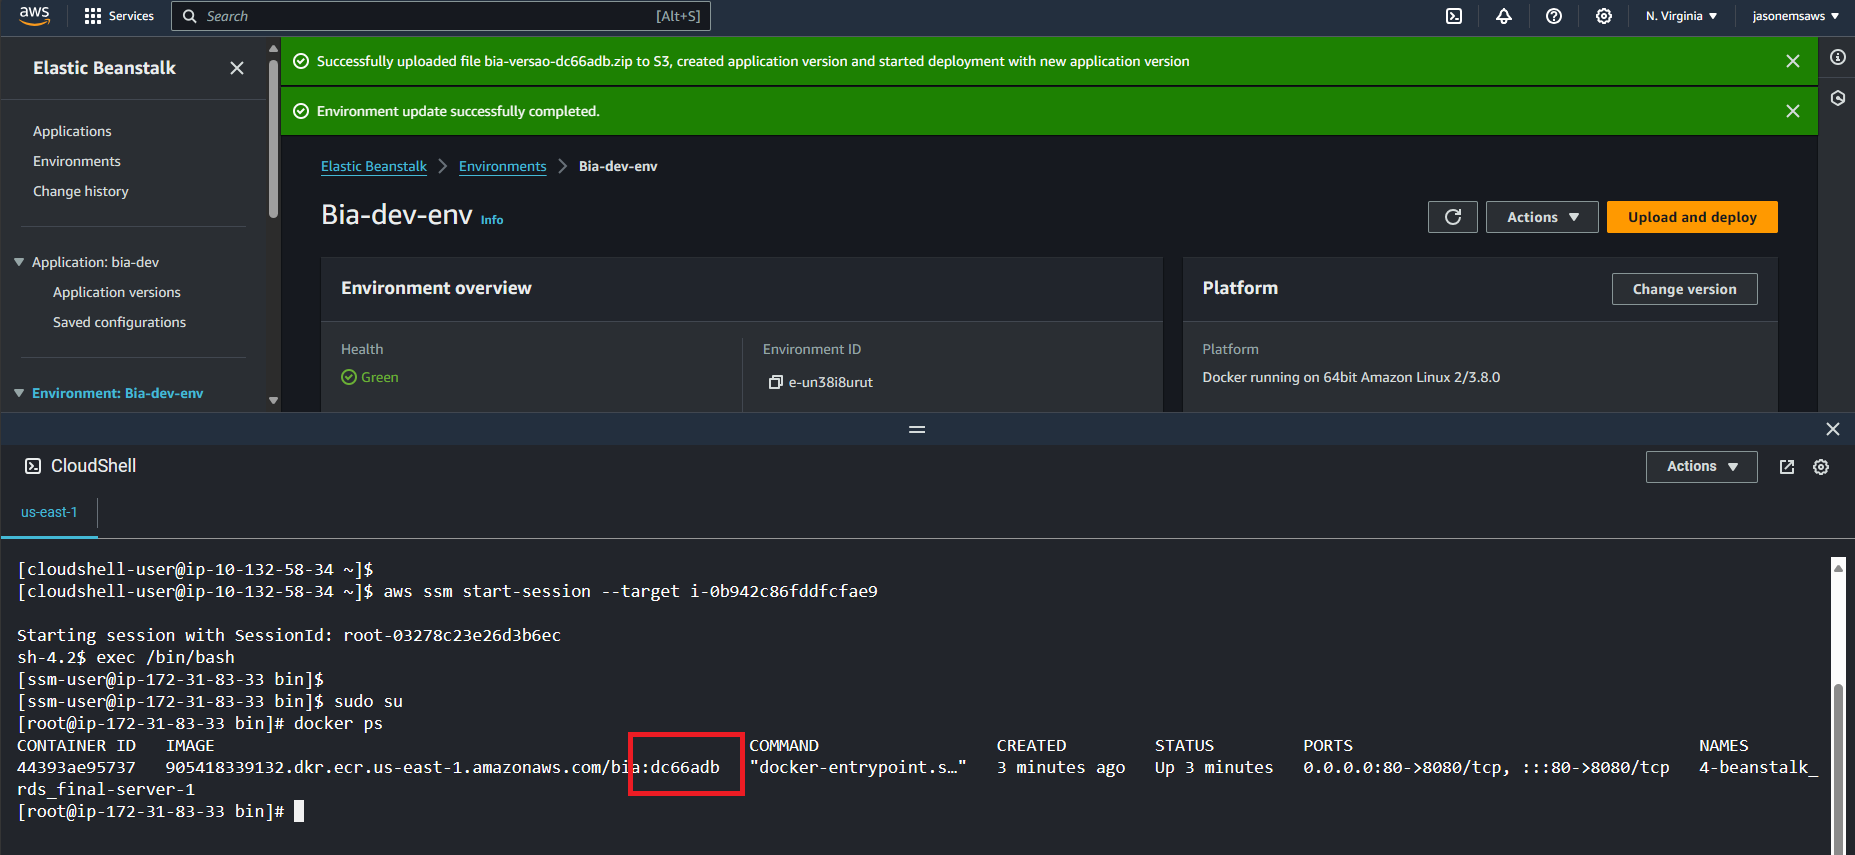 aws
Services
Search
[Alt+S]
N. Virginia
jasonemsaws
Elastic Beanstalk
Applications
Environments
Change history
Application: bia-dev
Application versions
Saved configurations
Environment: Bia-dev-env
Successfully uploaded file bia-versao-dc66adb.zip to S3, created application version and started deployment with new application version
Environment update successfully completed.
Elastic Beanstalk
Environments
Bia-dev-env
Bia-dev-env Info
Actions
Upload and deploy
Environment overview
Health
Green
Environment ID
e-un38i8urut
Platform
Change version
Platform
Docker running on 64bit Amazon Linux 2/3.8.0
CloudShell
Actions
us-east-1
[cloudshell-user@ip-10-132-58-34 ~]$
[cloudshell-user@ip-10-132-58-34 ~]$ aws ssm start-session --target i-0b942c86fddfcfae9
Starting session with SessionId: root-03278c23e26d3b6ec
sh-4.2$ exec /bin/bash
[ssm-user@ip-172-31-83-33 bin]$
[ssm-user@ip-172-31-83-33 bin]$ sudo su
[root@ip-172-31-83-33 bin]# docker ps
CONTAINER ID IMAGE COMMAND CREATED STATUS PORTS NAMES
44393ae95737 905418339132.dkr.ecr.us-east-1.amazonaws.com/bia:dc66adb "docker-entrypoint.s…" 3 minutes ago Up 3 minutes 0.0.0.0:80->8080/tcp, :::80->8080/tcp 4-beanstalk_
rds_final-server-1
[root@ip-172-31-83-33 bin]#